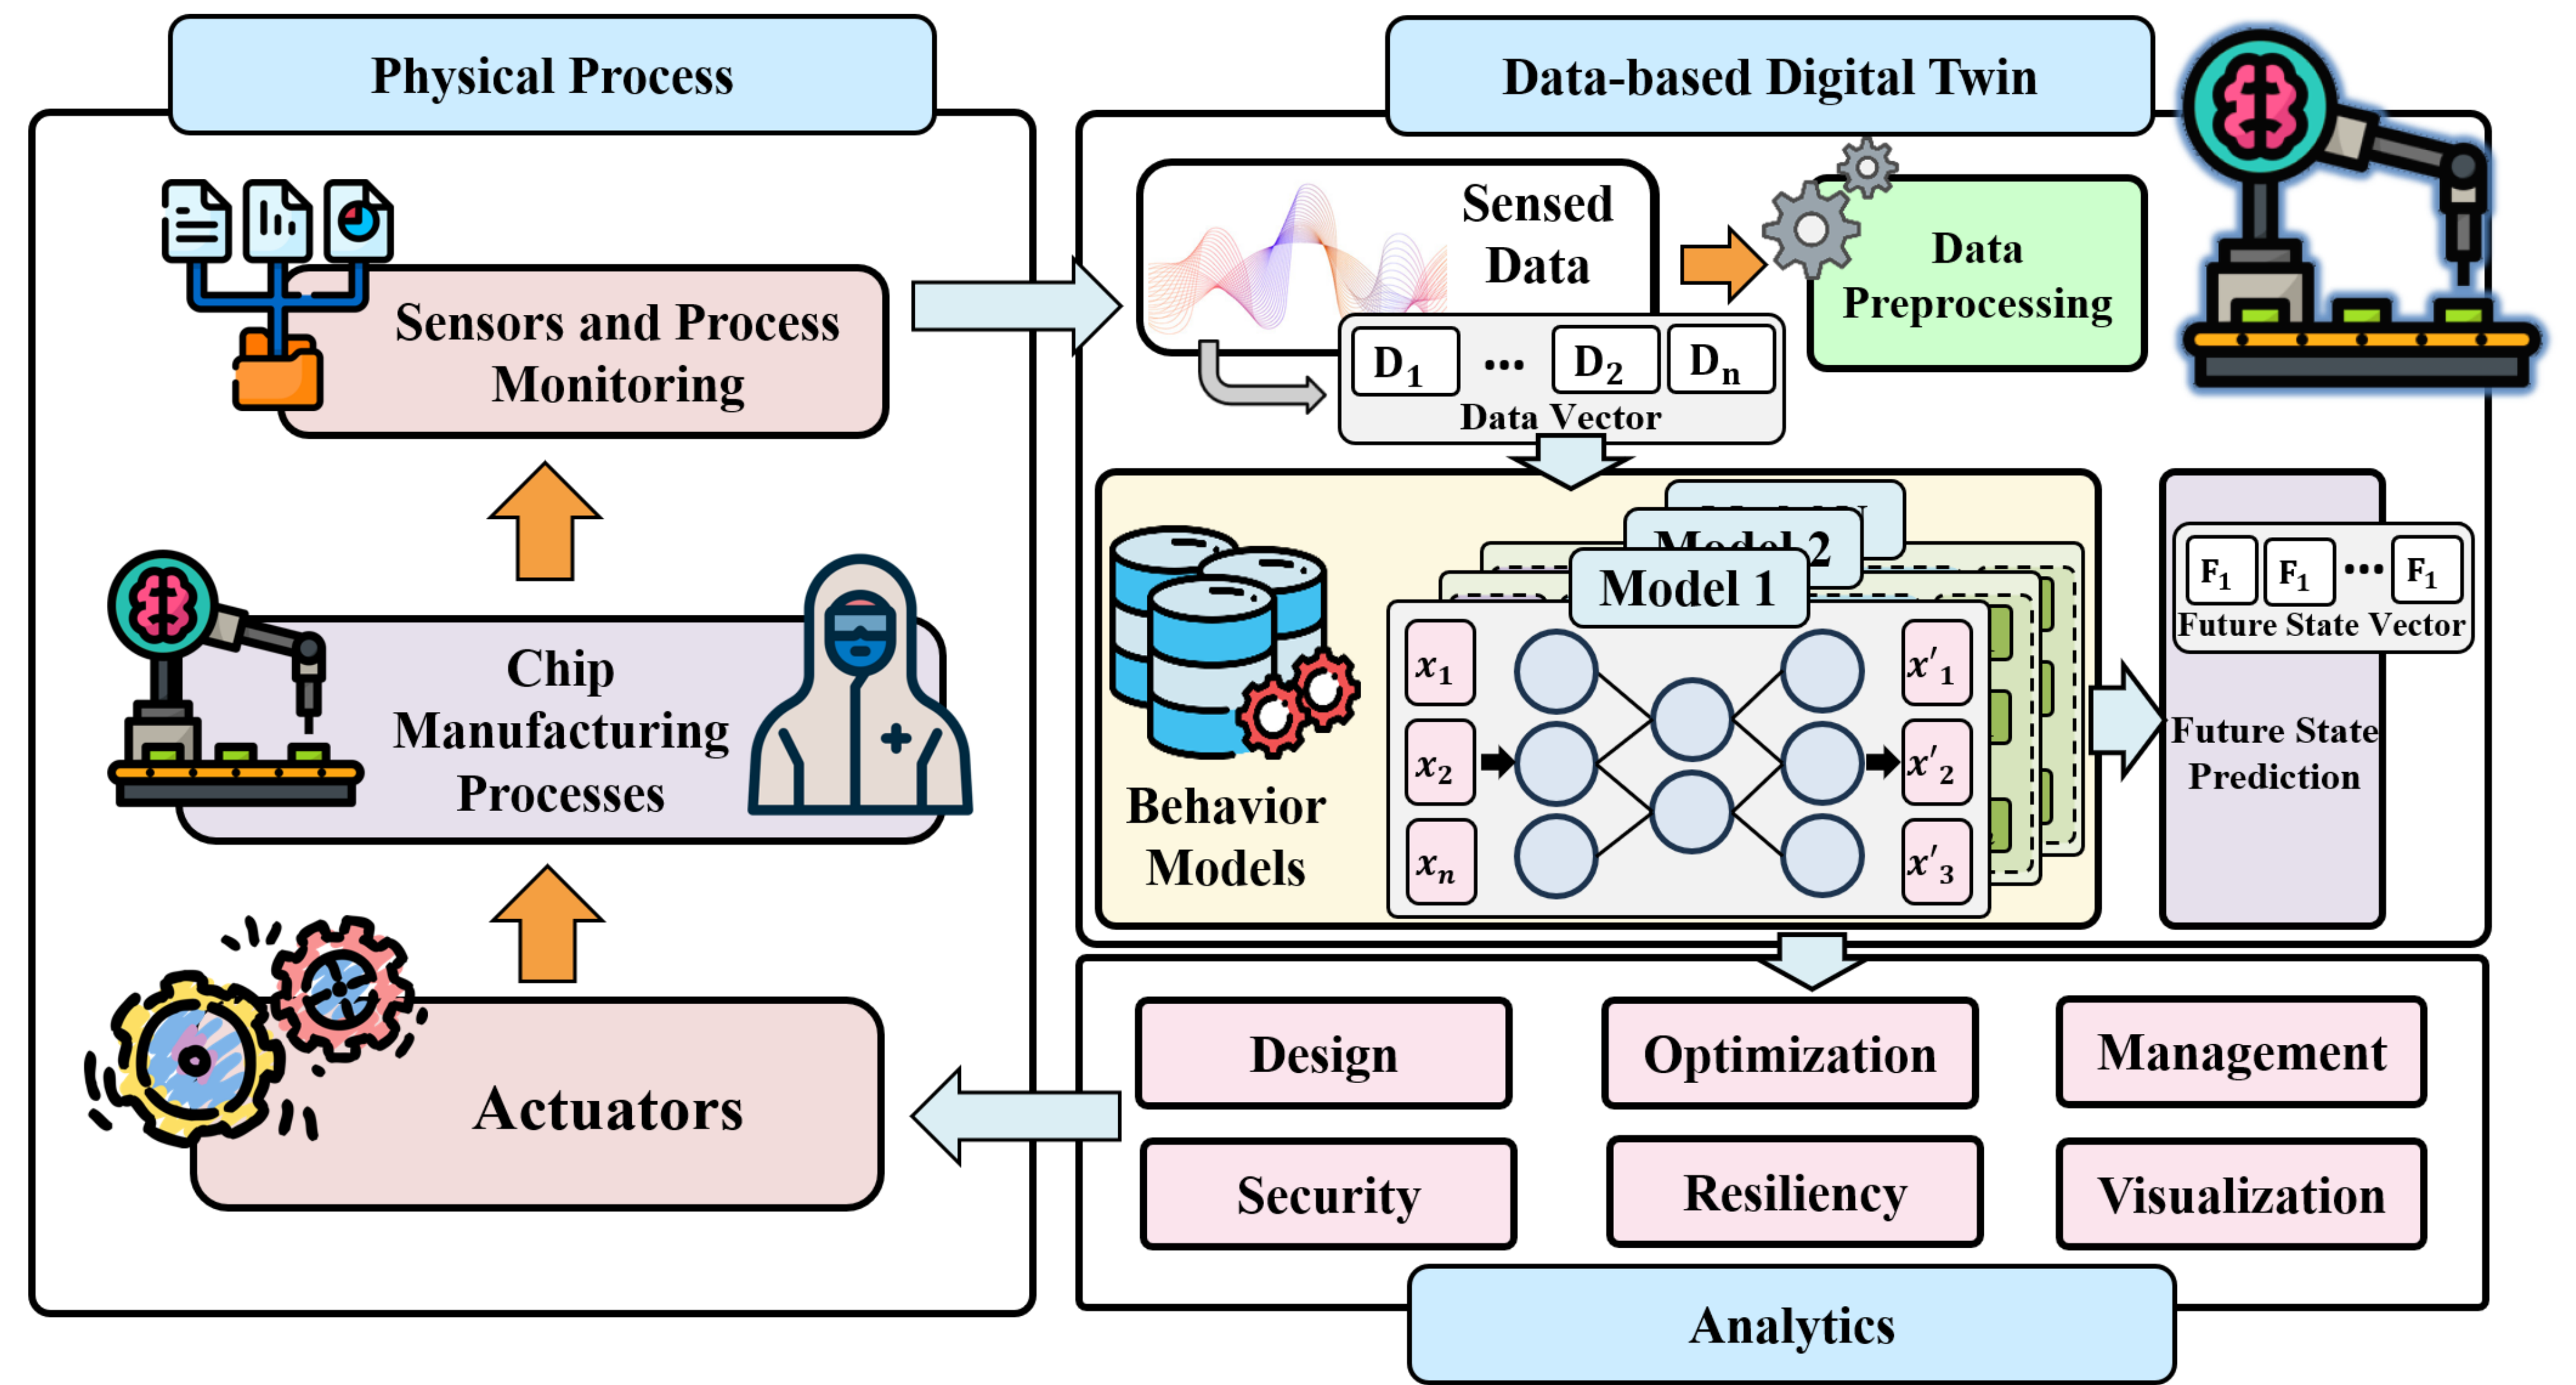 Physical Process
Sensors and Process
Monitoring
Chip
Manufacturing
Processes
Actuators
Data-based Digital Twin
Sensed
Data
Data
Preprocessing
D1 ... D2 Dn
Data Vector
Behavior
Models
Model 2
Model 1
x1
x2
xn
x'1
x'2
x'3
F1 F1 ... F1
Future State Vector
Future State
Prediction
Design
Optimization
Management
Security
Resiliency
Visualization
Analytics